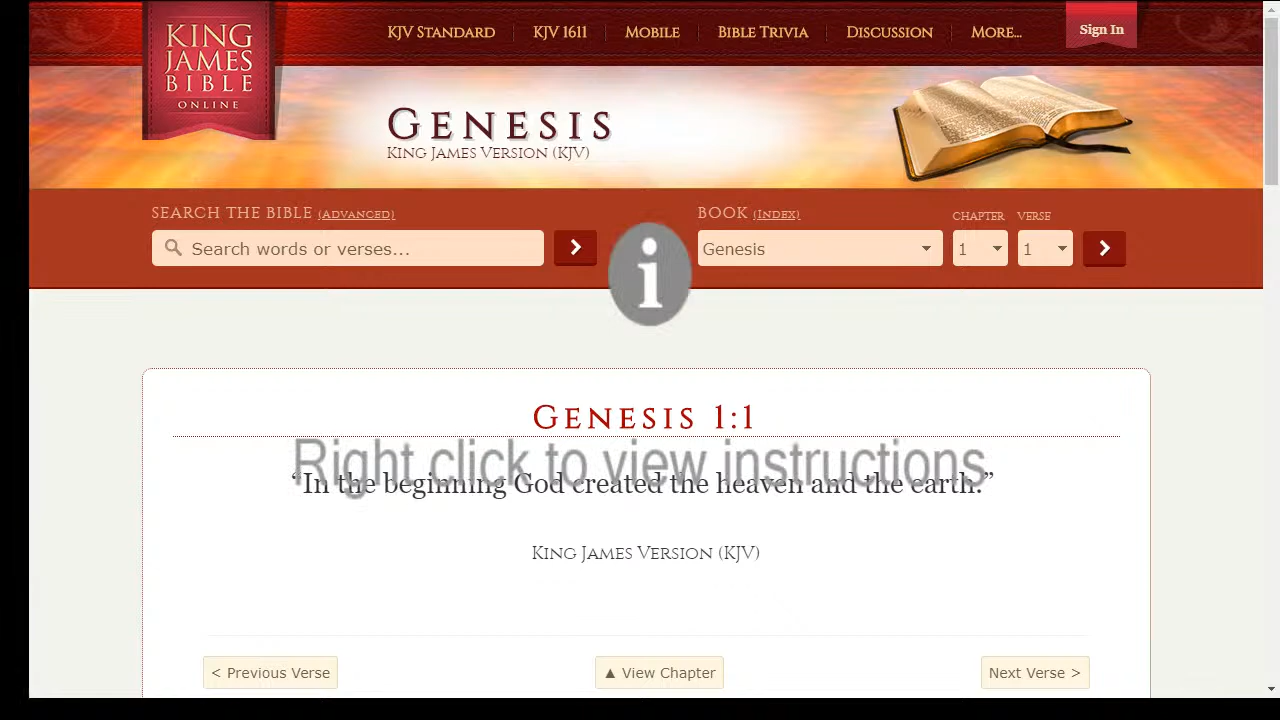 KING
JAMES
BIBLE
ONLINE
KJV Standard
KJV 1611
Mobile
Bible Trivia
Discussion
More...
Sign In
Genesis
King James Version (KJV)
SEARCH THE BIBLE (Advanced)
Search words or verses...
BOOK (Index)
CHAPTER
VERSE
Genesis
1
1
i
Genesis 1:1
Right click to view instructions
“In the beginning God created the heaven and the earth.”
King James Version (KJV)
< Previous Verse
▲ View Chapter
Next Verse >